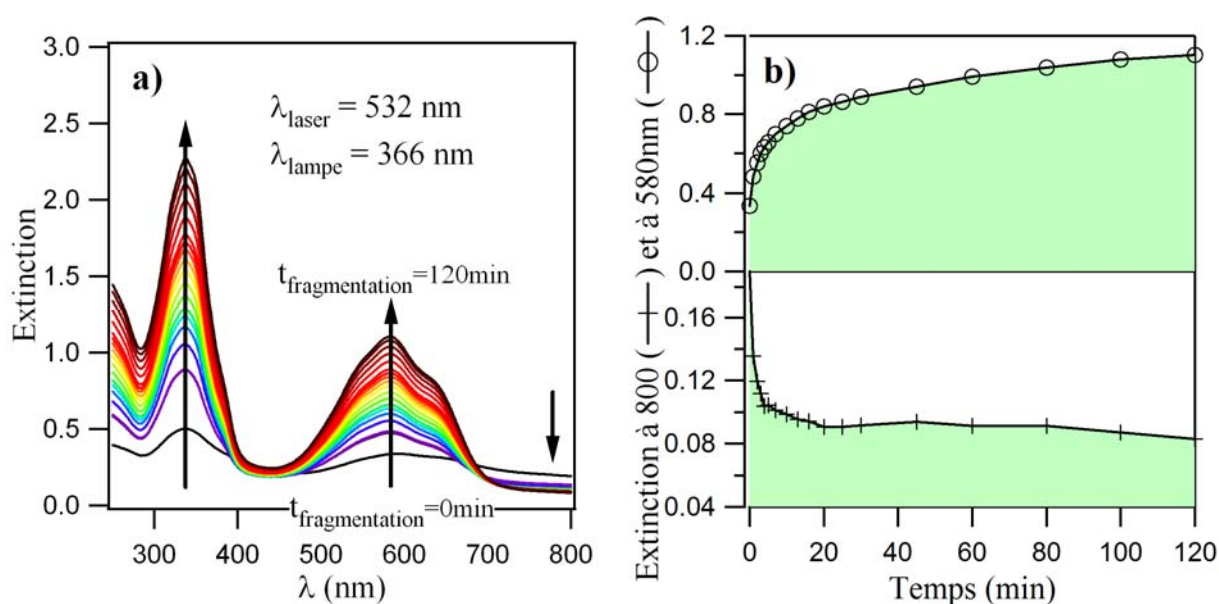 a)
λlaser = 532 nm
λlampe = 366 nm
tfragmentation=120min
tfragmentation=0min
3.0
2.5
2.0
1.5
1.0
0.5
0.0
Extinction
300 400 500 600 700 800
λ (nm)
b)
Extinction à 800 ( ) et à 580nm ( )
1.2
0.8
0.4
0.0
0.16
0.12
0.08
0.04
0 20 40 60 80 100 120
Temps (min)